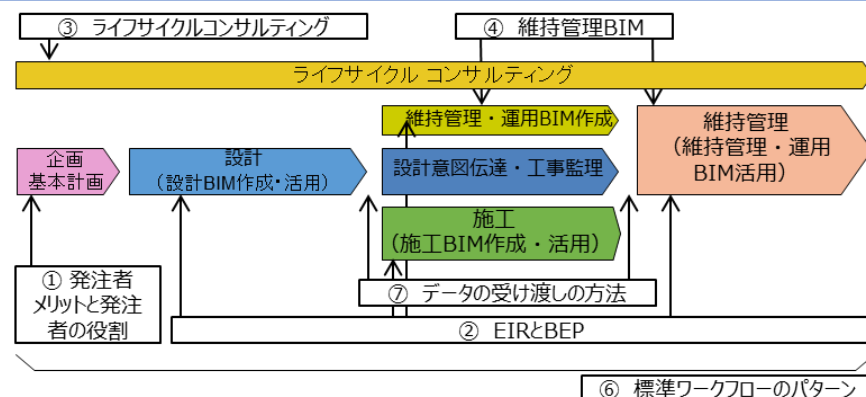 ③ ライフサイクルコンサルティング
④ 維持管理BIM
ライフサイクル コンサルティング
維持管理・運用BIM作成
企画
基本計画
設計
(設計BIM作成・活用)
設計意図伝達・工事監理
維持管理
(維持管理・運用
BIM活用)
施工
(施工BIM作成・活用)
① 発注者
メリットと発注
者の役割
⑦ データの受け渡しの方法
② EIRとBEP
⑥ 標準ワークフローのパターン